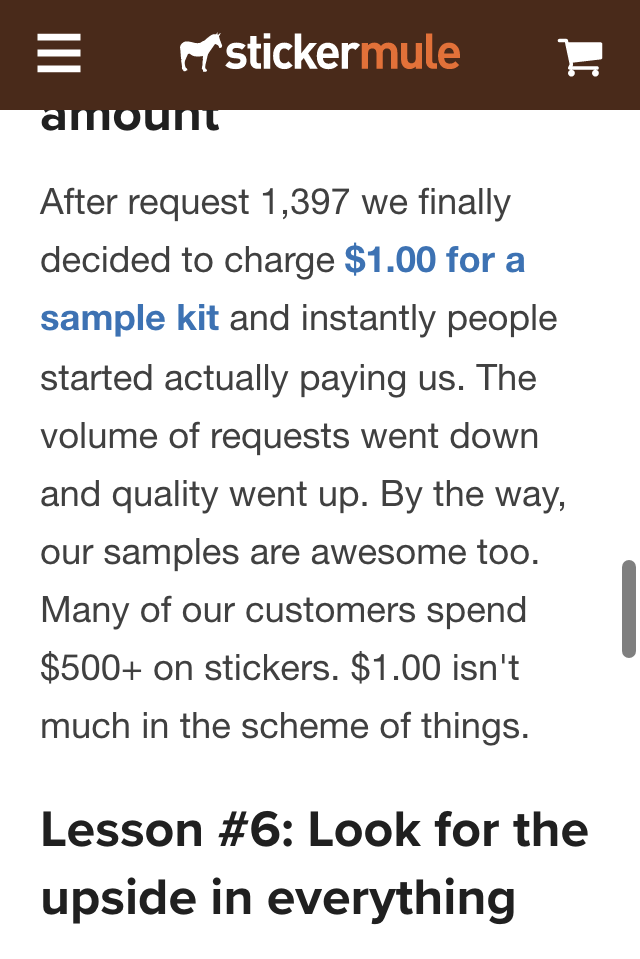 stickermule
amount
After request 1,397 we finally
decided to charge $1.00 for a
sample kit and instantly people
started actually paying us. The
volume of requests went down
and quality went up. By the way,
our samples are awesome too.
Many of our customers spend
$500+ on stickers. $1.00 isn't
much in the scheme of things.
Lesson #6: Look for the
upside in everything